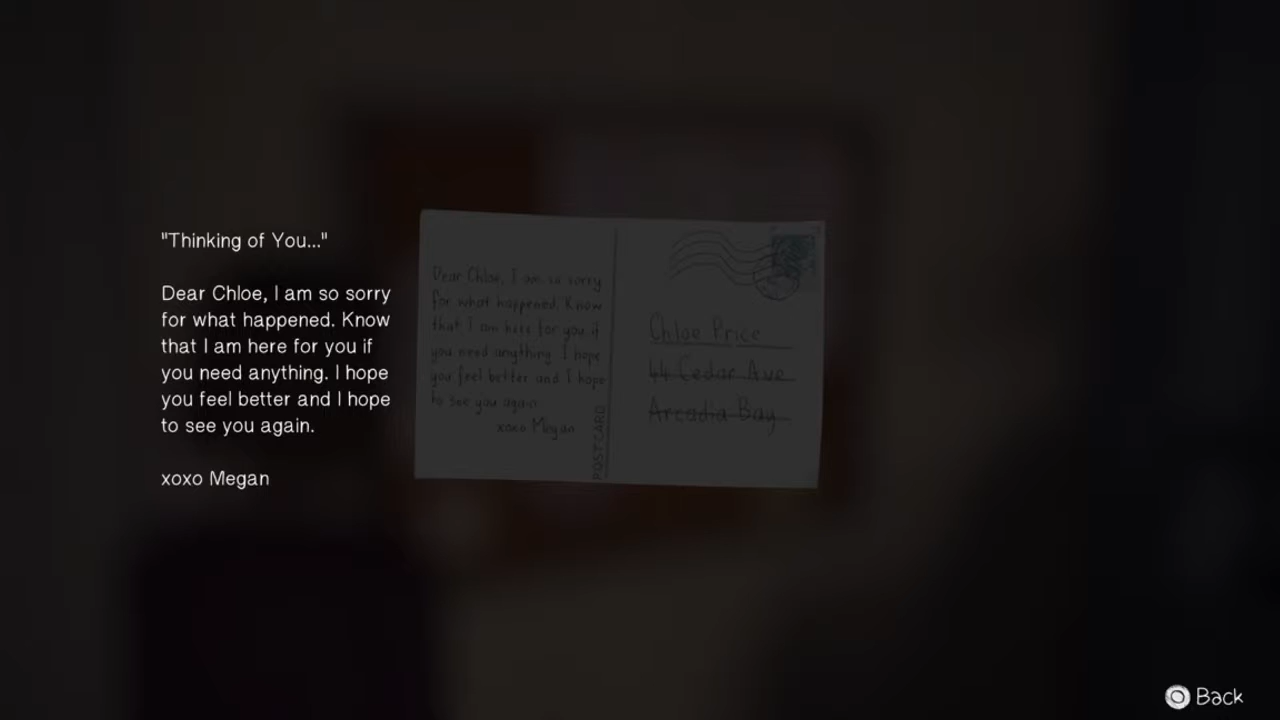 "Thinking of You..."
Dear Chloe, I am so sorry
for what happened. Know
that I am here for you if
you need anything. I hope
you feel better and I hope
to see you again.
xoxo Megan
Dear Chloe, I am so sorry
for what happened. Know
that I am here for you if
you need anything. I hope
you feel better and I hope
to see you again.
xoxo Megan
POSTCARD
Chloe Price
44 Cedar Ave
Arcadia Bay
Back